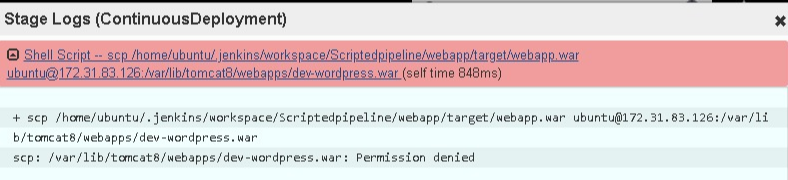 Stage Logs (ContinuousDeployment)
Shell Script -- scp /home/ubuntu/.jenkins/workspace/Scriptedpipeline/webapp/target/webapp.war
ubuntu@172.31.83.126:/var/lib/tomcat8/webapps/dev-wordpress.war (self time 848ms)
+ scp /home/ubuntu/.jenkins/workspace/Scriptedpipeline/webapp/target/webapp.war ubuntu@172.31.83.126:/var/li
b/tomcat8/webapps/dev-wordpress.war
scp: /var/lib/tomcat8/webapps/dev-wordpress.war: Permission denied